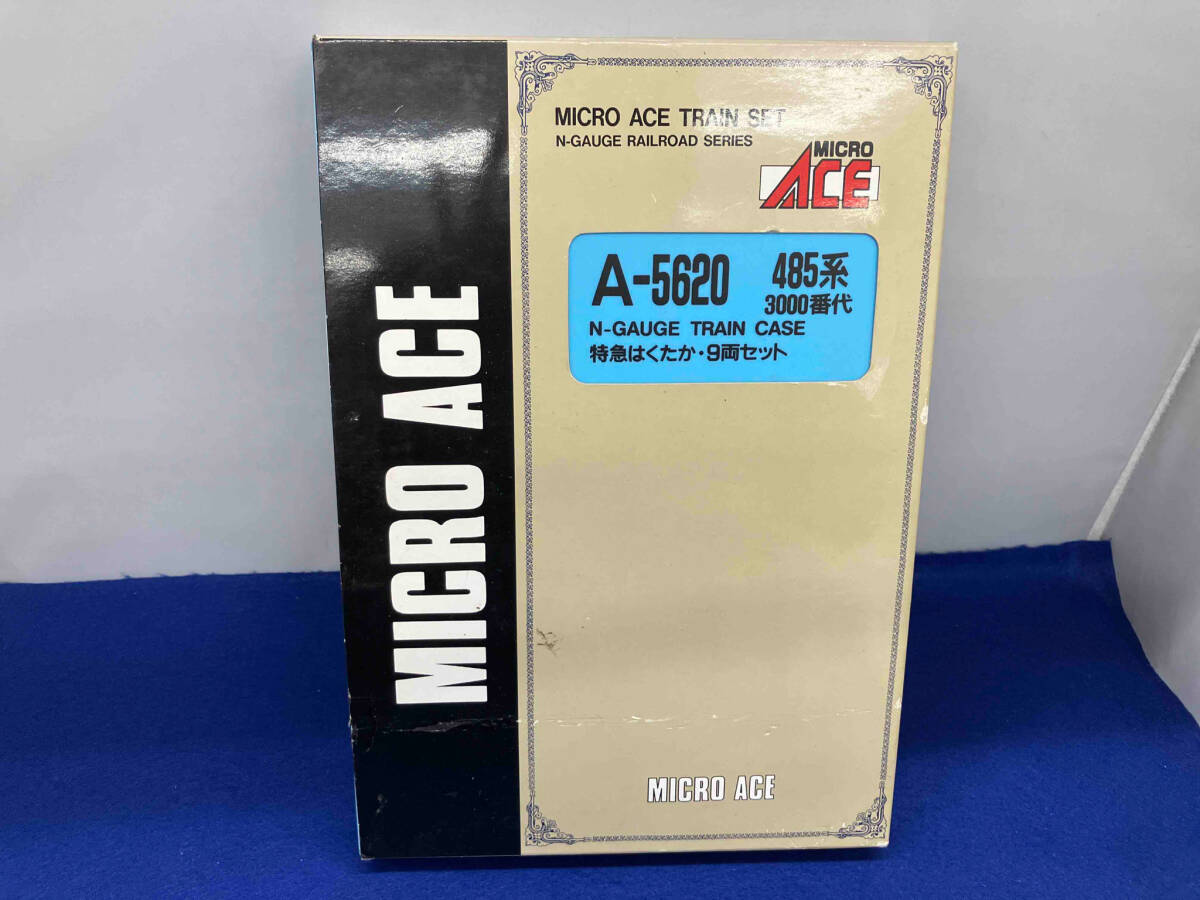 MICRO ACE
MICRO ACE TRAIN SET
N-GAUGE RAILROAD SERIES
MICRO
ACE
A-5620 485系
3000番代
N-GAUGE TRAIN CASE
特急はくたか・9両セット
MICRO ACE